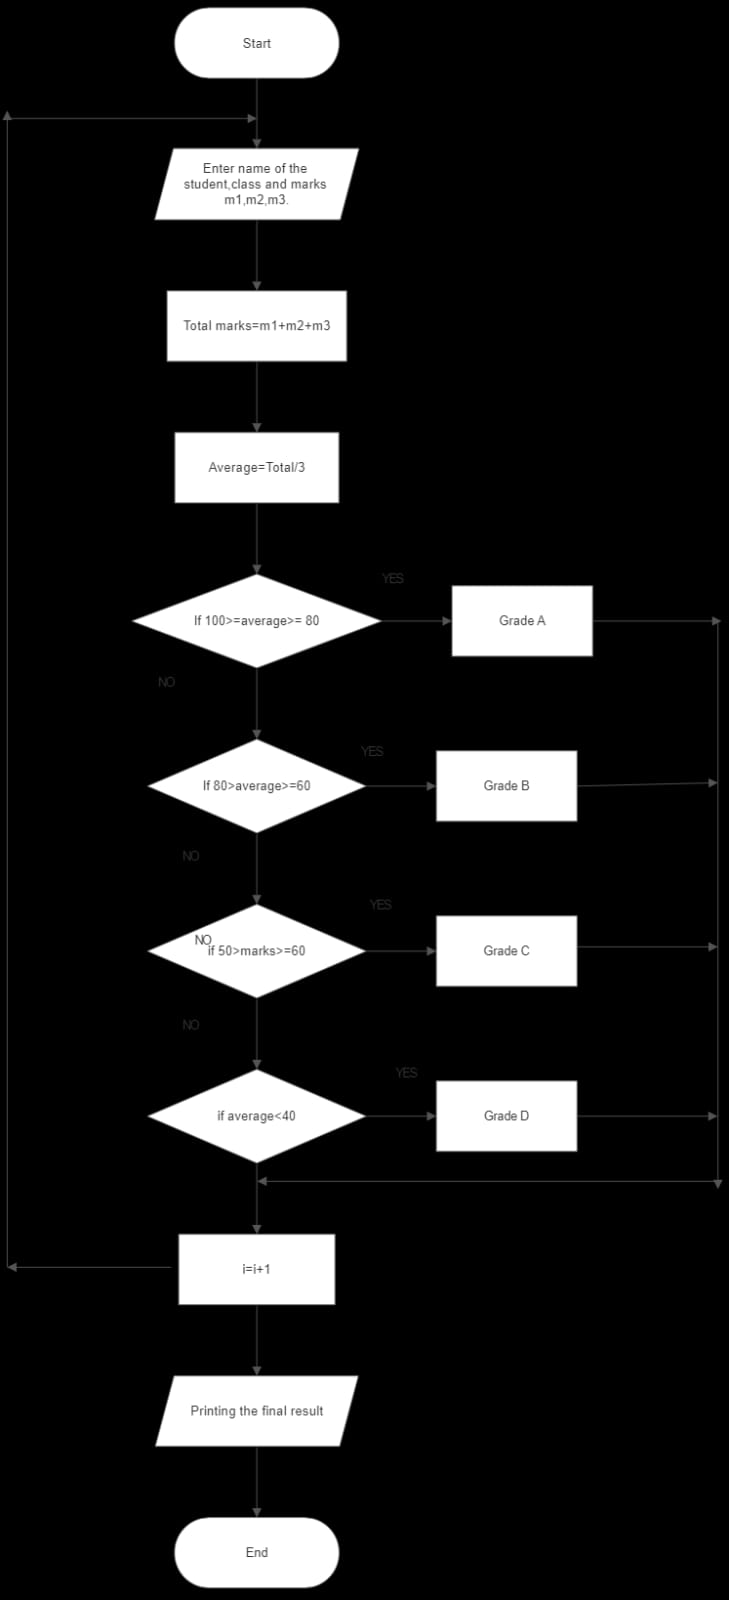 Start
Enter name of the
student,class and marks
m1,m2,m3.
Total marks=m1+m2+m3
Average=Total/3
YES
If 100>=average>= 80
Grade A
NO
YES
If 80>average>=60
Grade B
NO
YES
NO
if 50>marks>=60
Grade C
NO
YES
if average<40
Grade D
i=i+1
Printing the final result
End